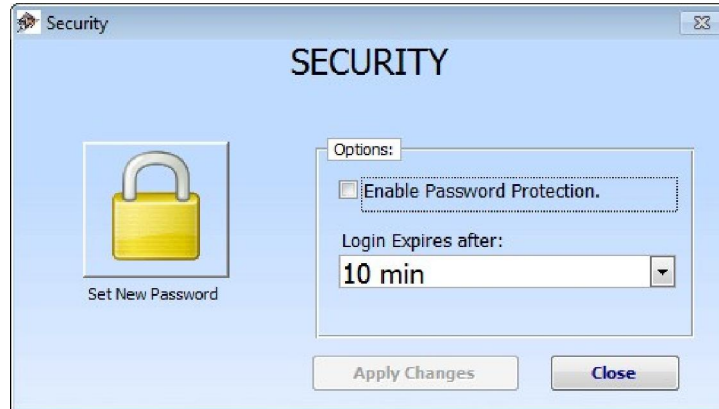 Security
SECURITY
Options:
Enable Password Protection.
Login Expires after:
10 min
Set New Password
Apply Changes
Close